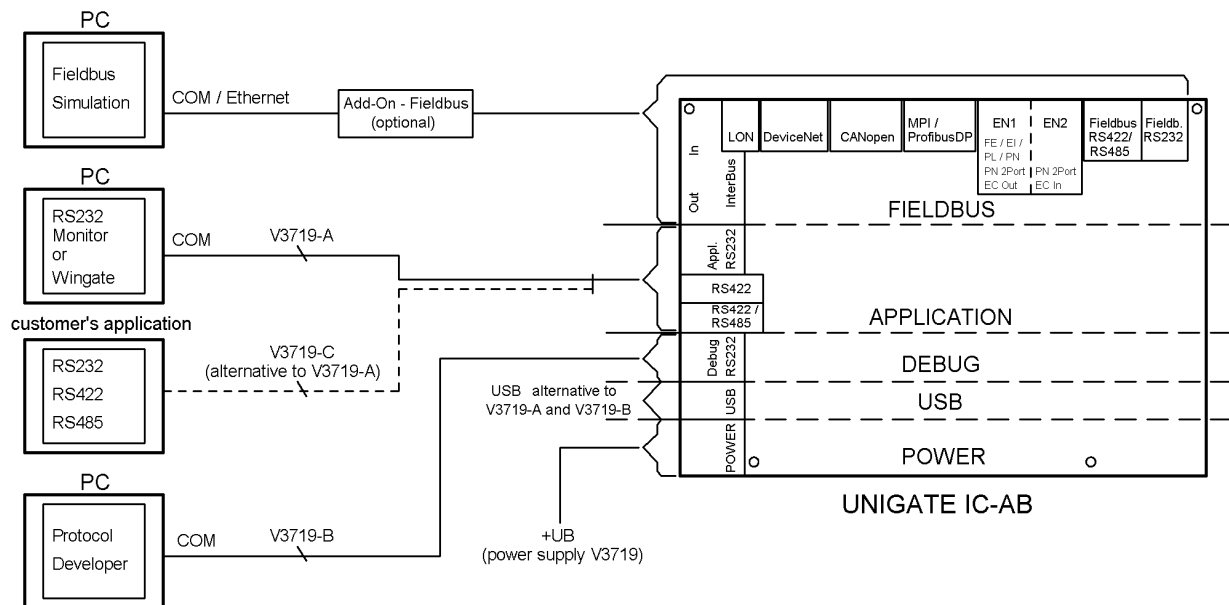 PC
Fieldbus
Simulation
COM / Ethernet
Add-On - Fieldbus
(optional)
PC
RS232
Monitor
or
Wingate
COM
V3719-A
customer's application
RS232
RS422
RS485
V3719-C
(alternative to V3719-A)
USB alternative to
V3719-A and V3719-B
PC
Protocol
Developer
COM
V3719-B
+UB
(power supply V3719)
In
Out
InterBus
LON
DeviceNet
CANopen
MPI /
ProfibusDP
EN1
FE / EI /
PL / PN
PN 2Port
EC Out
EN2
PN 2Port
EC In
Fieldbus
RS422/
RS485
Fieldb.
RS232
FIELDBUS
Appl.
RS232
RS422
RS422 /
RS485
APPLICATION
Debug
RS232
DEBUG
USB
USB
POWER
POWER
UNIGATE IC-AB